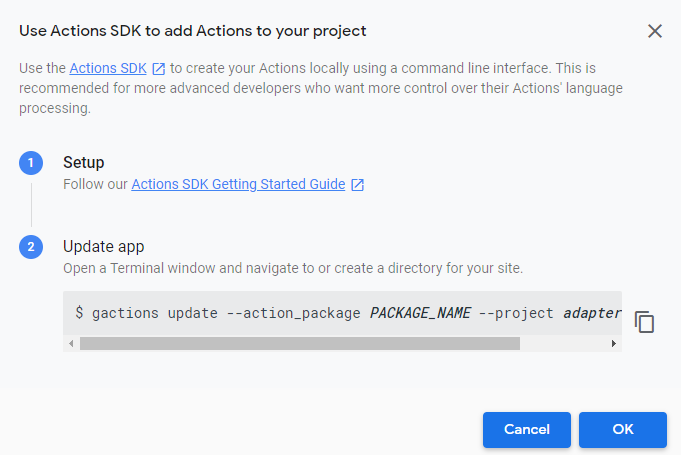 Use Actions SDK to add Actions to your project
Use the Actions SDK to create your Actions locally using a command line interface. This is
recommended for more advanced developers who want more control over their Actions' language
processing.
1 Setup
Follow our Actions SDK Getting Started Guide
2 Update app
Open a Terminal window and navigate to or create a directory for your site.
$ gactions update --action_package PACKAGE_NAME --project adapter
Cancel OK